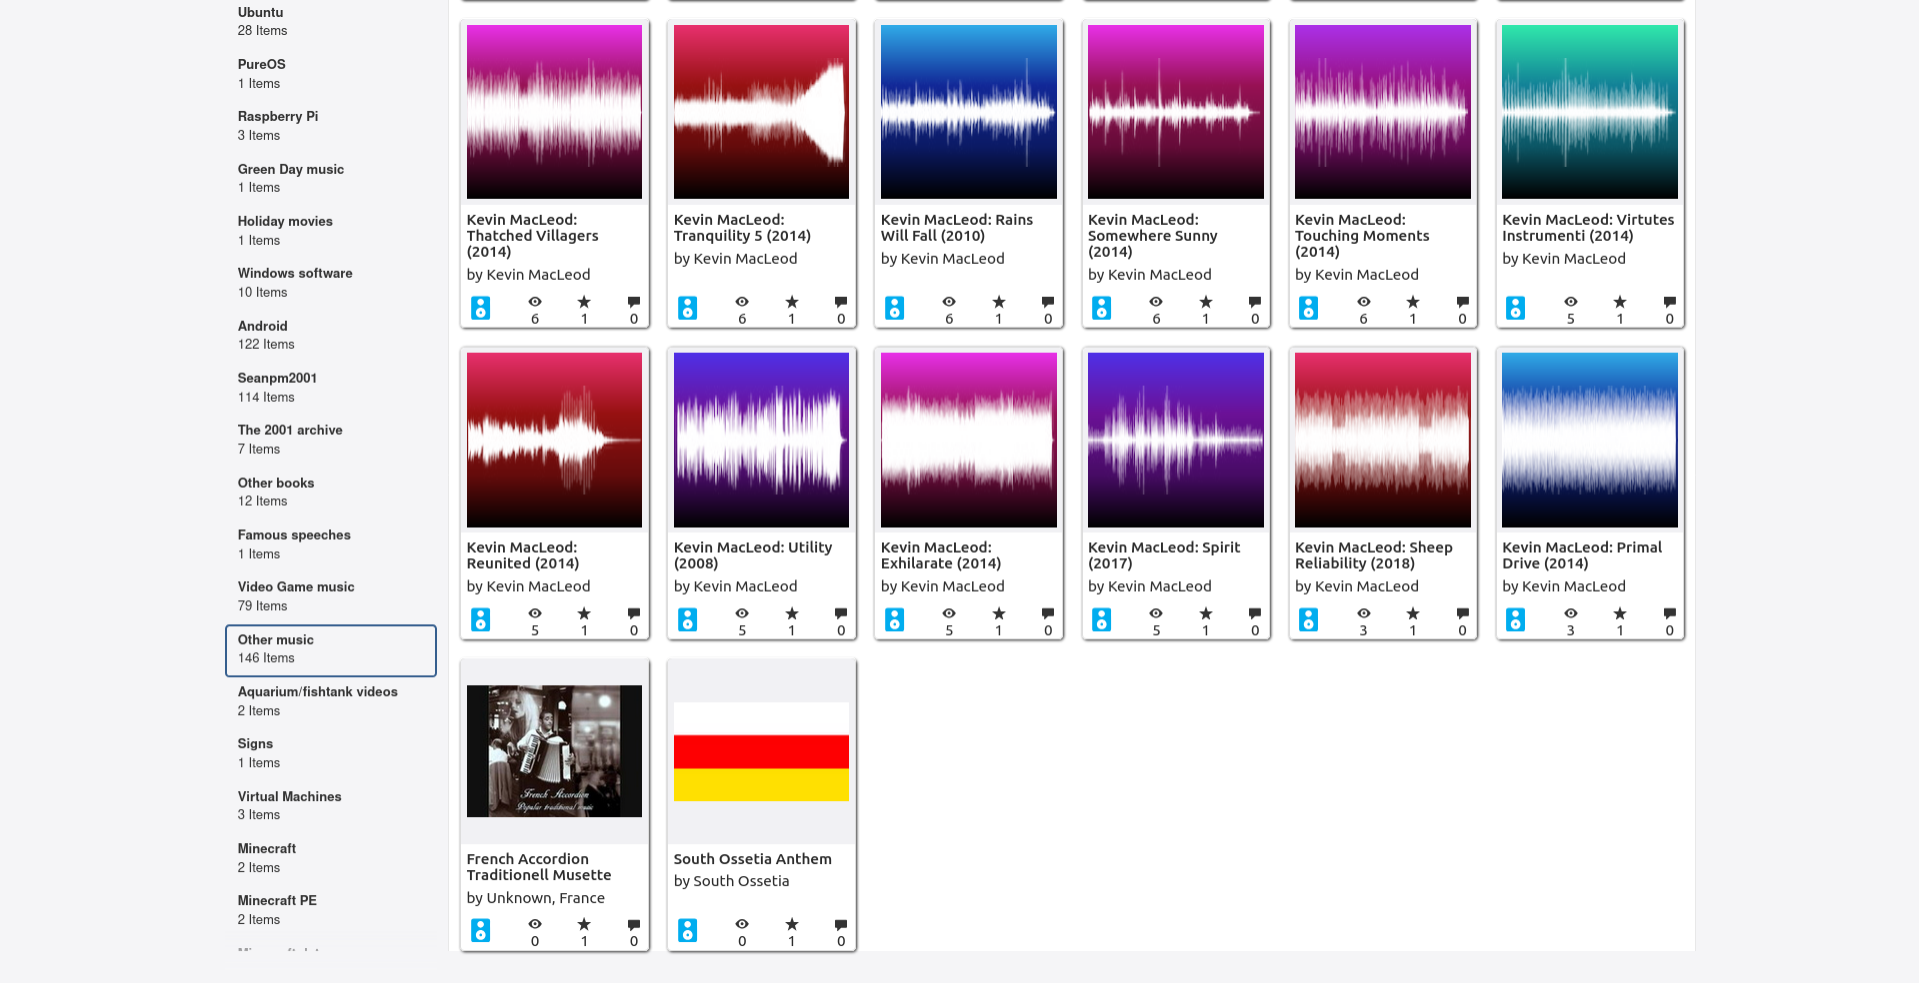 Ubuntu
28 Items
PureOS
1 Items
Raspberry Pi
3 Items
Green Day music
1 Items
Holiday movies
1 Items
Windows software
10 Items
Android
122 Items
Seanpm2001
114 Items
The 2001 archive
7 Items
Other books
12 Items
Famous speeches
1 Items
Video Game music
79 Items
Other music
146 Items
Aquarium/fishtank videos
2 Items
Signs
1 Items
Virtual Machines
3 Items
Minecraft
2 Items
Minecraft PE
2 Items
Kevin MacLeod:
Thatched Villagers
(2014)
by Kevin MacLeod
6 1 0
Kevin MacLeod:
Tranquility 5 (2014)
by Kevin MacLeod
6 1 0
Kevin MacLeod: Rains
Will Fall (2010)
by Kevin MacLeod
6 1 0
Kevin MacLeod:
Somewhere Sunny
(2014)
by Kevin MacLeod
6 1 0
Kevin MacLeod:
Touching Moments
(2014)
by Kevin MacLeod
6 1 0
Kevin MacLeod: Virtutes
Instrumenti (2014)
by Kevin MacLeod
5 1 0
Kevin MacLeod:
Reunited (2014)
by Kevin MacLeod
5 1 0
Kevin MacLeod: Utility
(2008)
by Kevin MacLeod
5 1 0
Kevin MacLeod:
Exhilarate (2014)
by Kevin MacLeod
5 1 0
Kevin MacLeod: Spirit
(2017)
by Kevin MacLeod
5 1 0
Kevin MacLeod: Sheep
Reliability (2018)
by Kevin MacLeod
3 1 0
Kevin MacLeod: Primal
Drive (2014)
by Kevin MacLeod
3 1 0
French Accordion
Popular traditional music
French Accordion
Traditionell Musette
by Unknown, France
0 1 0
South Ossetia Anthem
by South Ossetia
0 1 0